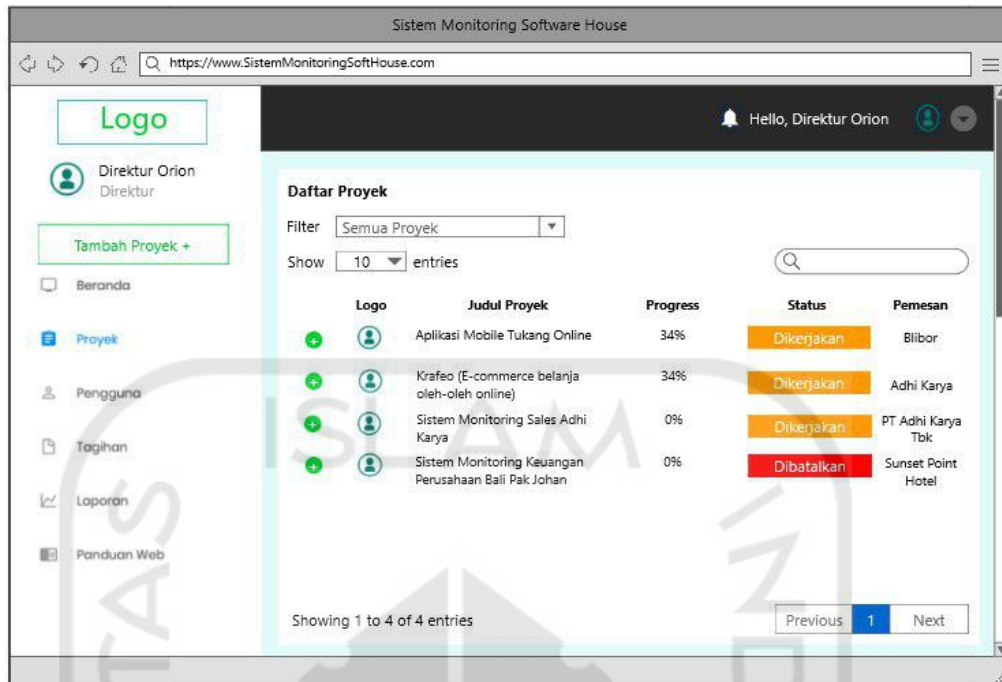 Sistem Monitoring Software House
https://www.SistemMonitoringSoftHouse.com
Logo
Direktur Orion
Direktur
Tambah Proyek +
Beranda
Proyek
Pengguna
Tagihan
Laporan
Panduan Web
Hello, Direktur Orion
Daftar Proyek
Filter Semua Proyek
Show 10 entries
Logo Judul Proyek Progress Status Pemesan
Aplikasi Mobile Tukang Online 34% Dikerjakan Blibor
Krafeo (E-commerce belanja
oleh-oleh online) 34% Dikerjakan Adhi Karya
Sistem Monitoring Sales Adhi
Karya 0% Dikerjakan PT Adhi Karya
Tbk
Sistem Monitoring Keuangan
Perusahaan Bali Pak Johan 0% Dibatalkan Sunset Point
Hotel
Showing 1 to 4 of 4 entries
Previous 1 Next
ISLAM
TAS
IND